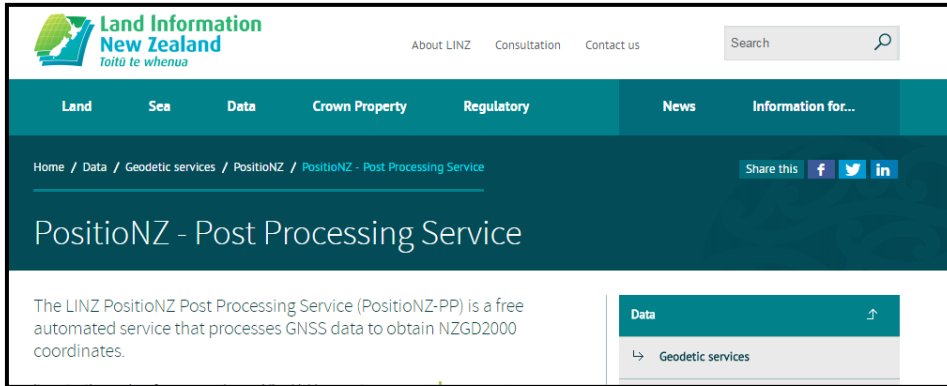 Land Information
New Zealand
Toitū te whenua
About LINZ Consultation Contact us Search
Land Sea Data Crown Property Regulatory News Information for...
Home / Data / Geodetic services / PositioNZ / PositioNZ - Post Processing Service
Share this f in
PositioNZ - Post Processing Service
The LINZ PositioNZ Post Processing Service (PositioNZ-PP) is a free
automated service that processes GNSS data to obtain NZGD2000
coordinates.
Data
Geodetic services